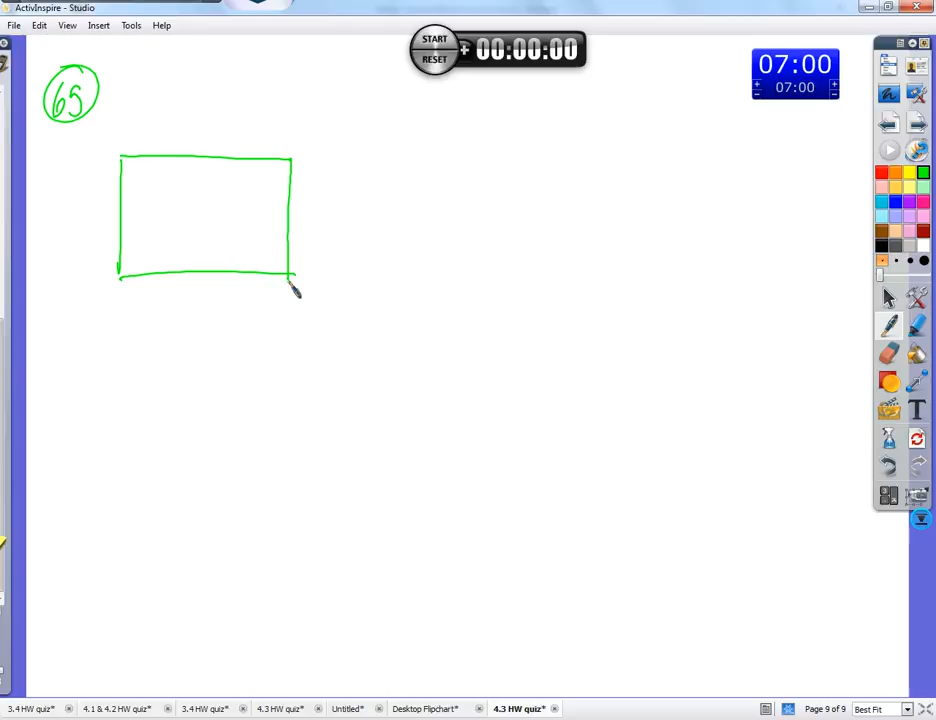 ActivInspire - Studio
File Edit View Insert Tools Help
START
RESET
+ 00:00:00
07:00
+ 07:00 +
65
3.4 HW quiz* 4.1 & 4.2 HW quiz* 3.4 HW quiz* 4.3 HW quiz* Untitled* Desktop Flipchart* 4.3 HW quiz* Page 9 of 9 Best Fit